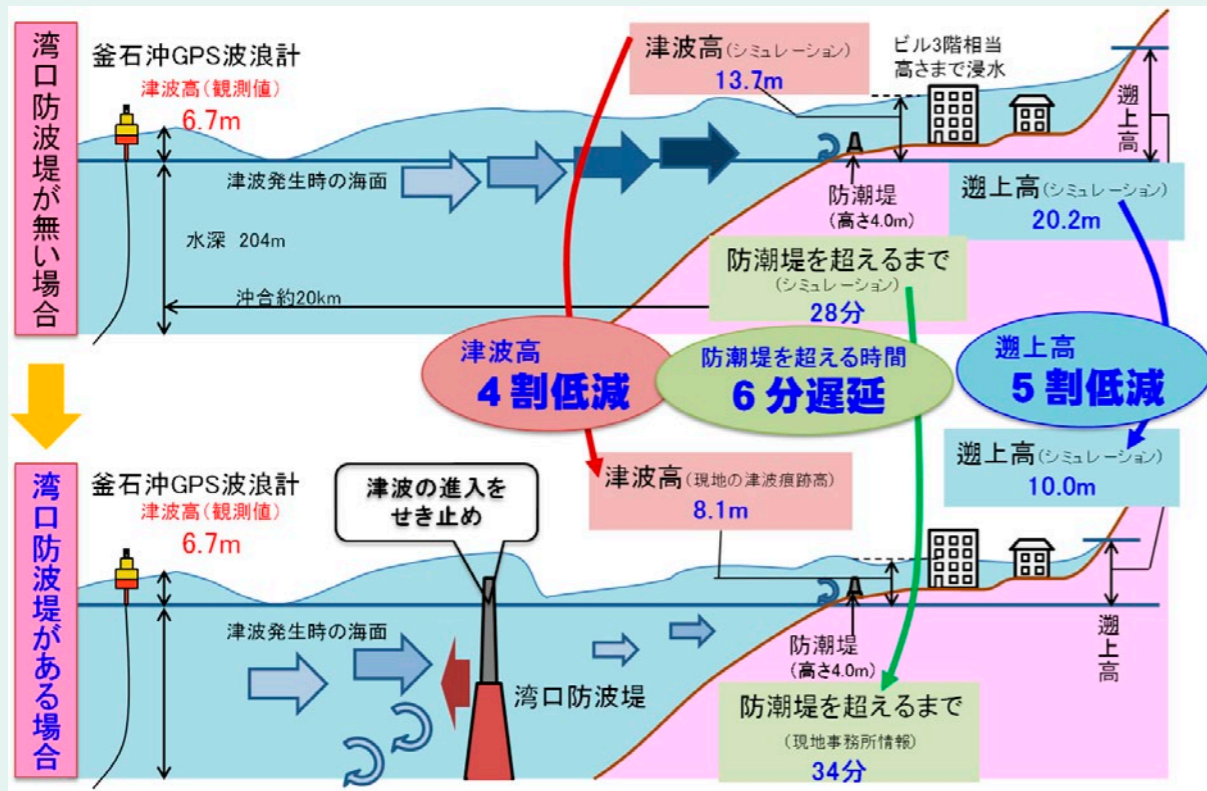 湾口防波堤が無い場合
釜石沖GPS波浪計
津波高(観測値)
6.7m
津波発生時の海面
水深 204m
沖合約20km
津波高(シミュレーション)
13.7m
ビル3階相当
高さまで浸水
遡上高
防潮堤
(高さ4.0m)
遡上高(シミュレーション)
20.2m
防潮堤を超えるまで
(シミュレーション)
28分
津波高
4割低減
防潮堤を超える時間
6分遅延
遡上高
5割低減
湾口防波堤がある場合
釜石沖GPS波浪計
津波高(観測値)
6.7m
津波発生時の海面
津波の進入を
せき止め
湾口防波堤
津波高(現地の津波痕跡高)
8.1m
遡上高(シミュレーション)
10.0m
防潮堤
(高さ4.0m)
遡上高
防潮堤を超えるまで
(現地事務所情報)
34分